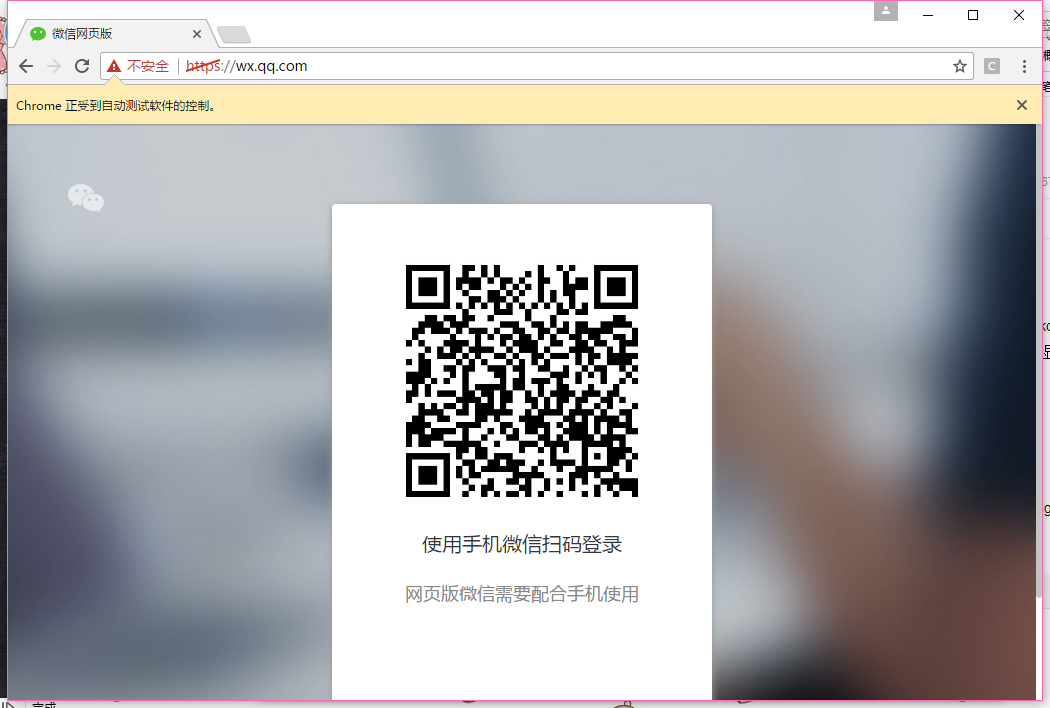 微信网页版
不安全 | https://wx.qq.com
C
Chrome 正受到自动测试软件的控制。
使用手机微信扫码登录
网页版微信需要配合手机使用
完成